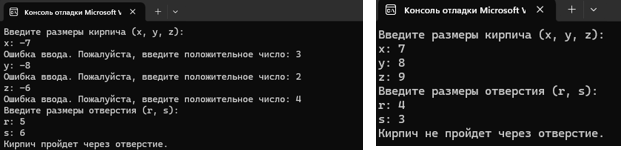 Консоль отладки Microsoft V
Введите размеры кирпича (x, y, z):
x: -7
Ошибка ввода. Пожалуйста, введите положительное число: 3
y: -8
Ошибка ввода. Пожалуйста, введите положительное число: 2
z: -6
Ошибка ввода. Пожалуйста, введите положительное число: 4
Введите размеры отверстия (r, s):
r: 5
s: 6
Кирпич пройдет через отверстие.
Консоль отладки Microsoft V
Введите размеры кирпича (x, y, z):
x: 7
y: 8
z: 9
Введите размеры отверстия (r, s):
r: 4
s: 3
Кирпич не пройдет через отверстие.